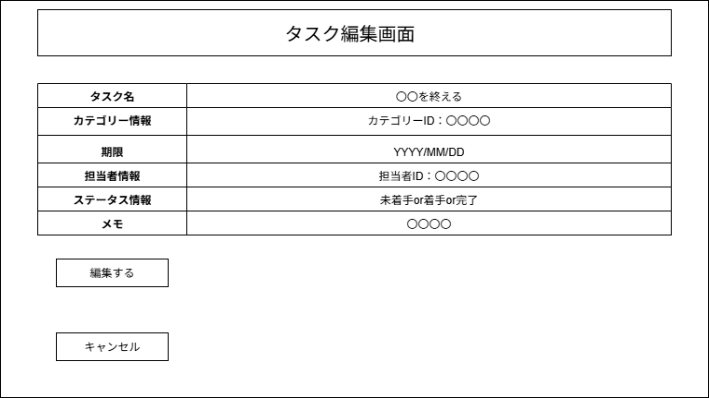 タスク編集画面
タスク名 〇〇を終える
カテゴリー情報 カテゴリーID：〇〇〇〇
期限 YYYY/MM/DD
担当者情報 担当者ID：〇〇〇〇
ステータス情報 未着手or着手or完了
メモ 〇〇〇〇
編集する
キャンセル